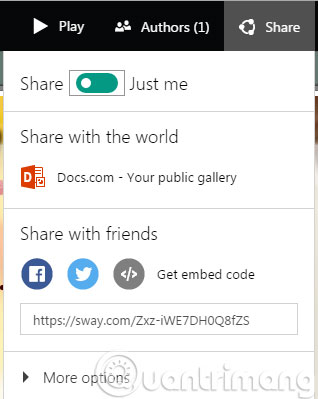 Play Authors (1) Share
Share Just me
Share with the world
Docs.com - Your public gallery
Share with friends
Get embed code
https://sway.com/Zxz-iWE7DH0Q8fZS
More options
uantrimang